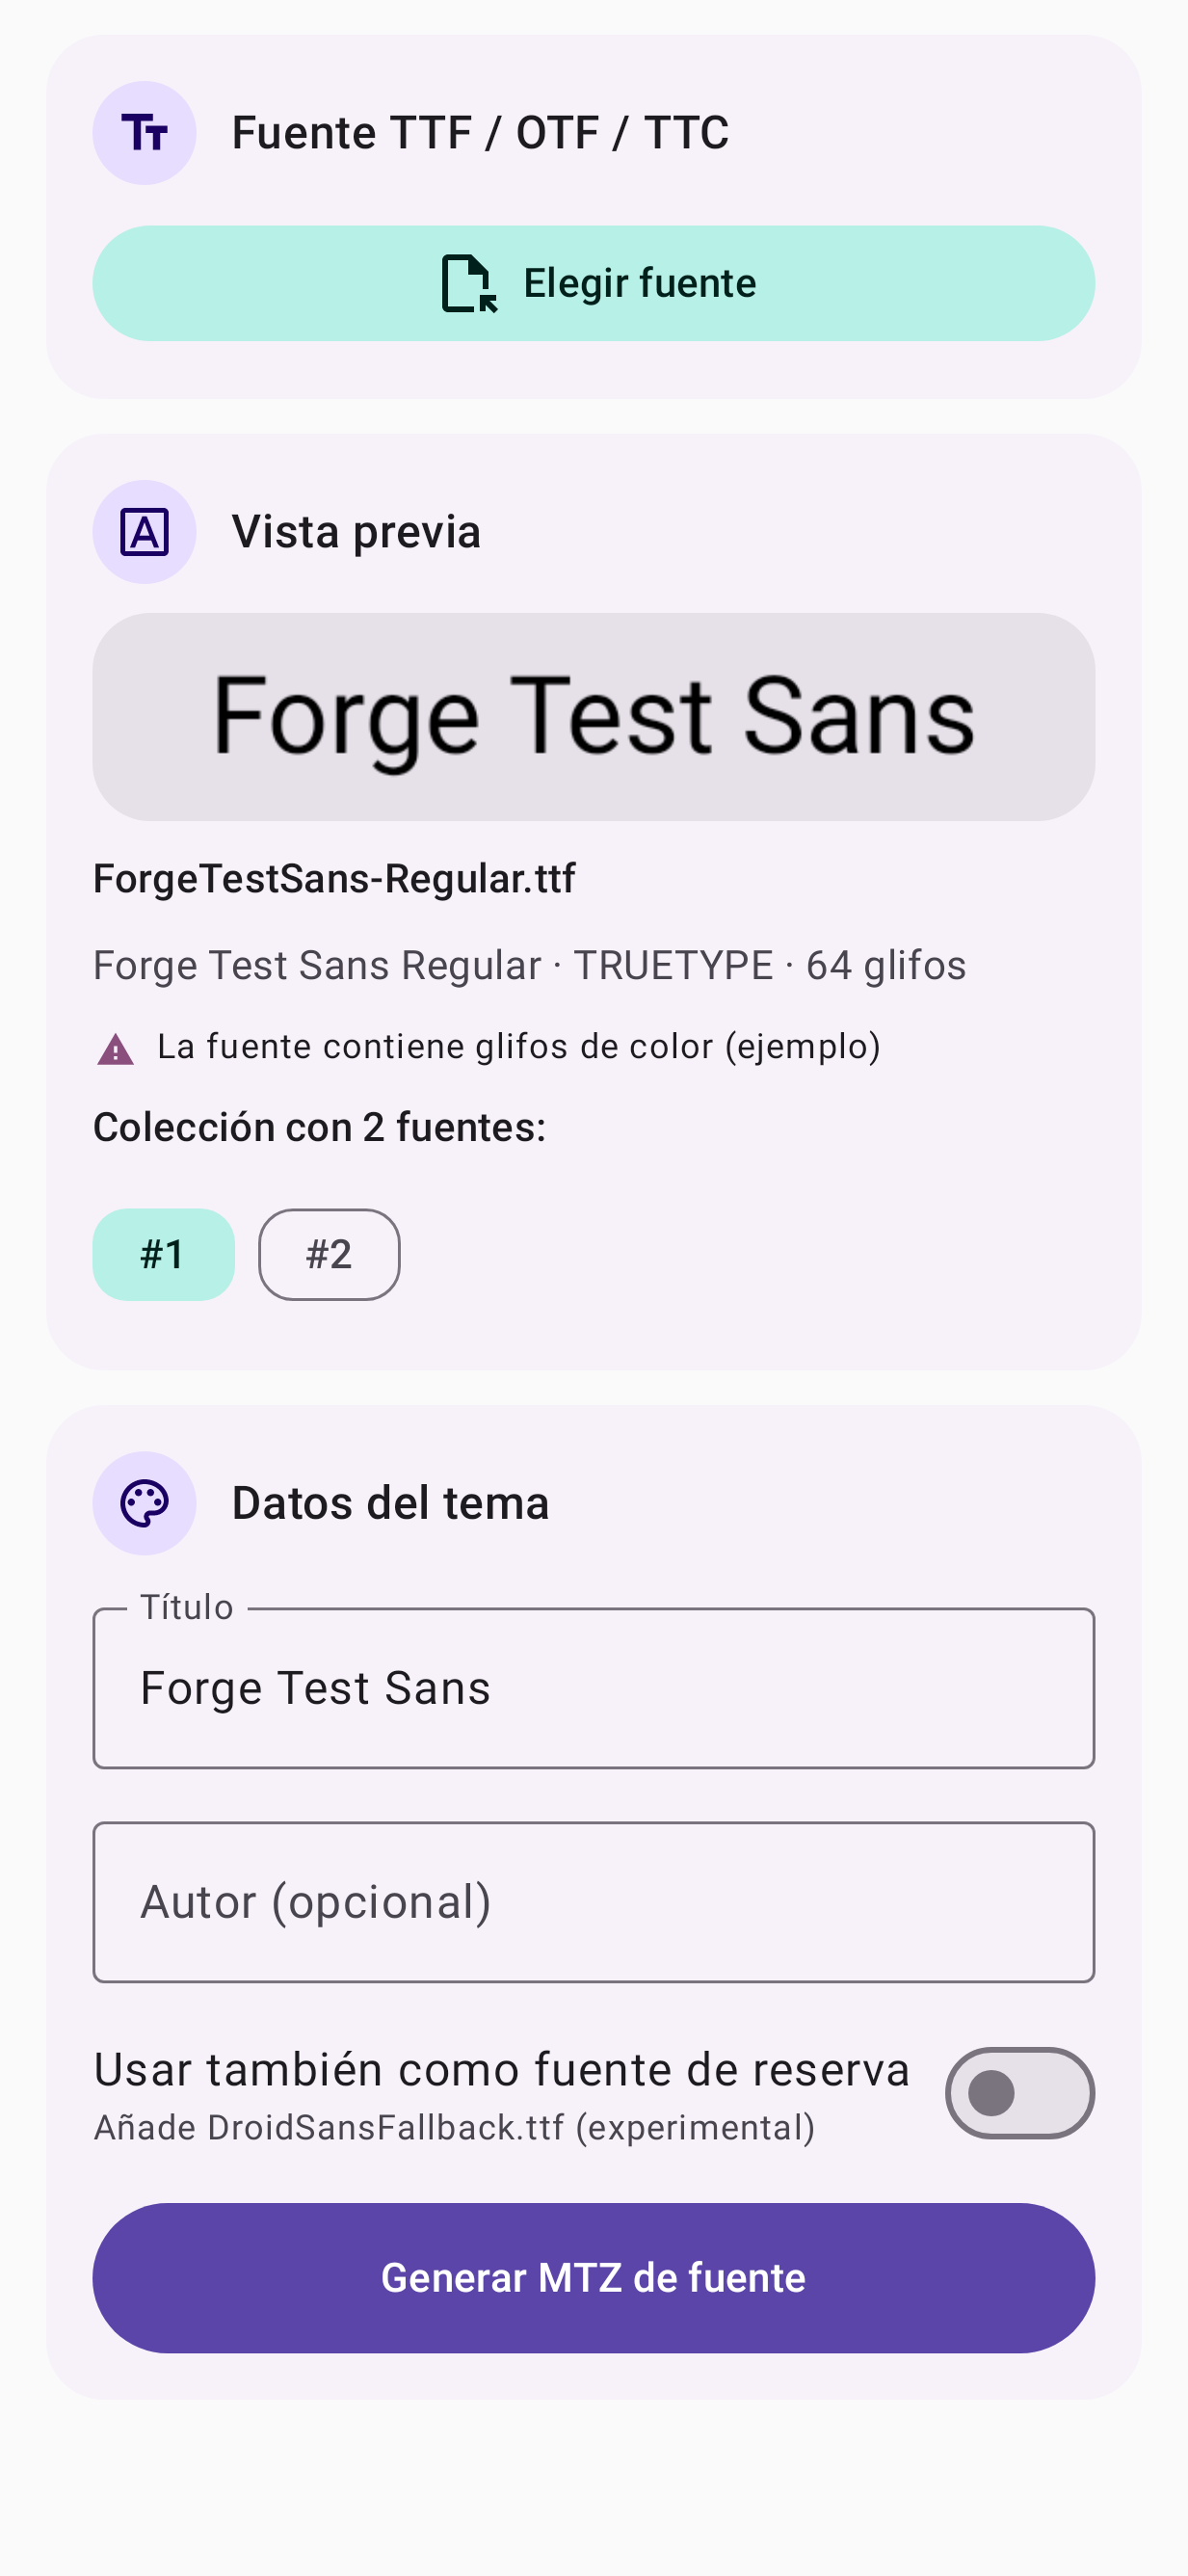 Fuente TTF / OTF / TTC
Elegir fuente
Vista previa
Forge Test Sans
ForgeTestSans-Regular.ttf
Forge Test Sans Regular · TRUETYPE · 64 glifos
La fuente contiene glifos de color (ejemplo)
Colección con 2 fuentes:
#1 #2
Datos del tema
Título
Forge Test Sans
Autor (opcional)
Usar también como fuente de reserva
Añade DroidSansFallback.ttf (experimental)
Generar MTZ de fuente